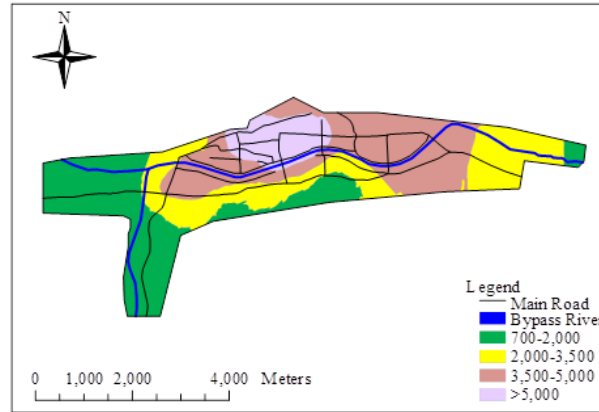 N
Legend
Main Road
Bypass River
700-2,000
2,000-3,500
3,500-5,000
>5,000
0 1,000 2,000 4,000 Meters